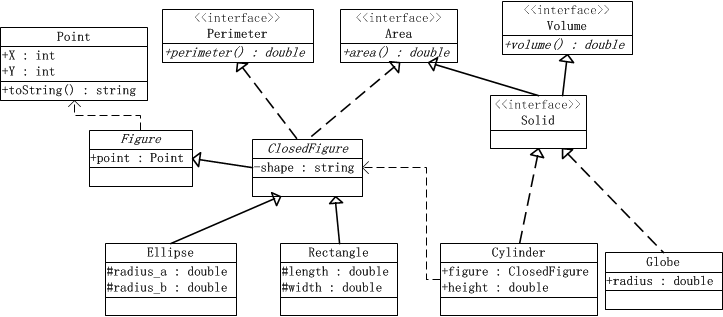 Point
+X : int
+Y : int
+toString() : string
<<interface>>
Perimeter
+perimeter() : double
<<interface>>
Area
+area() : double
<<interface>>
Volume
+volume() : double
<<interface>>
Solid
Figure
+point : Point
ClosedFigure
-shape : string
Ellipse
#radius_a : double
#radius_b : double
Rectangle
#length : double
#width : double
Cylinder
+figure : ClosedFigure
+height : double
Globe
+radius : double